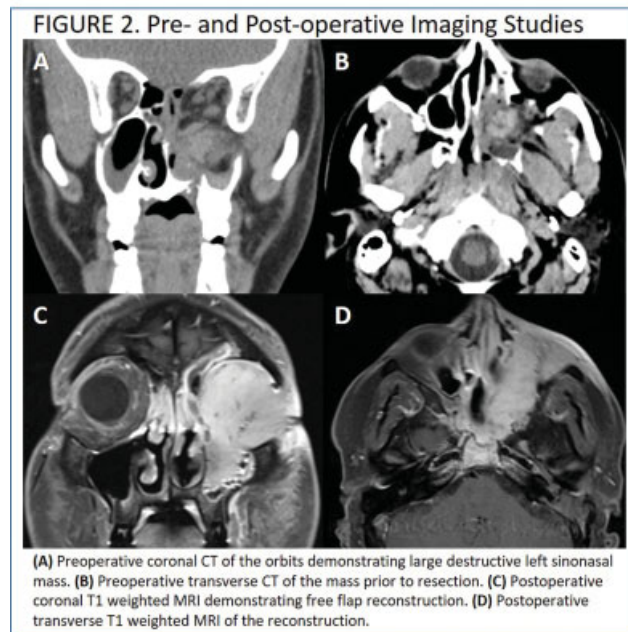 FIGURE 2. Pre- and Post-operative Imaging Studies
A
B
C
D
(A) Preoperative coronal CT of the orbits demonstrating large destructive left sinonasal
mass. (B) Preoperative transverse CT of the mass prior to resection. (C) Postoperative
coronal T1 weighted MRI demonstrating free flap reconstruction. (D) Postoperative
transverse T1 weighted MRI of the reconstruction.